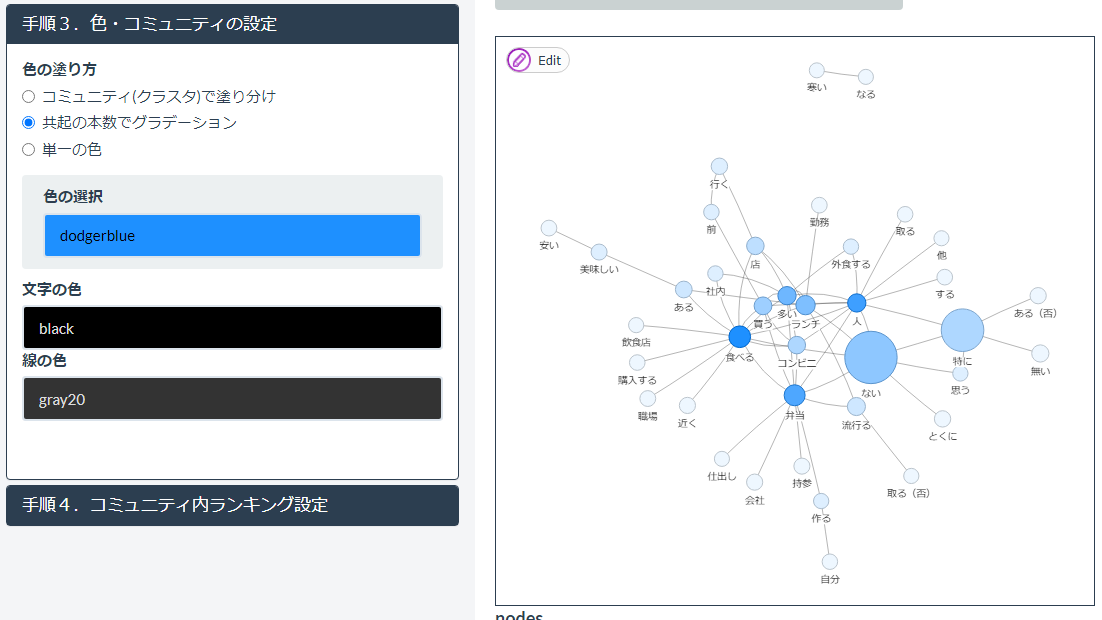 手順３．色・コミュニティの設定
色の塗り方
コミュニティ(クラスタ)で塗り分け
共起の本数でグラデーション
単一の色
色の選択
dodgerblue
文字の色
black
線の色
gray20
手順４．コミュニティ内ランキング設定
Edit
寒い
なる
行く
前
勤務
取る
安い
美味しい
店
外食する
他
社内
ある
する
買う
多い
ランチ
人
ある（否）
飲食店
食べる
コンビニ
特に
無い
購入する
ない
思う
職場
近く
弁当
流行る
とくに
仕出し
会社
持参
取る（否）
作る
自分
nodes